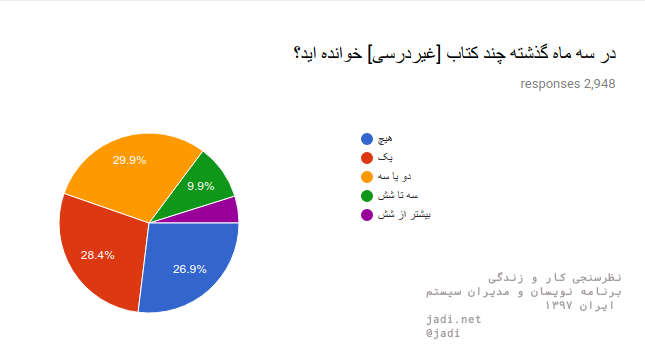 در سه ماه گذشته چند کتاب [غیردرسی] خوانده اید؟
2,948 responses
هیچ
یک
دو یا سه
سه تا شش
بیشتر از شش
29.9%
9.9%
28.4%
26.9%
نظرسنجی کار و زندگی
برنامه نویسان و مدیران سیستم
ایران ۱۳۹۷
jadi.net
@jadi